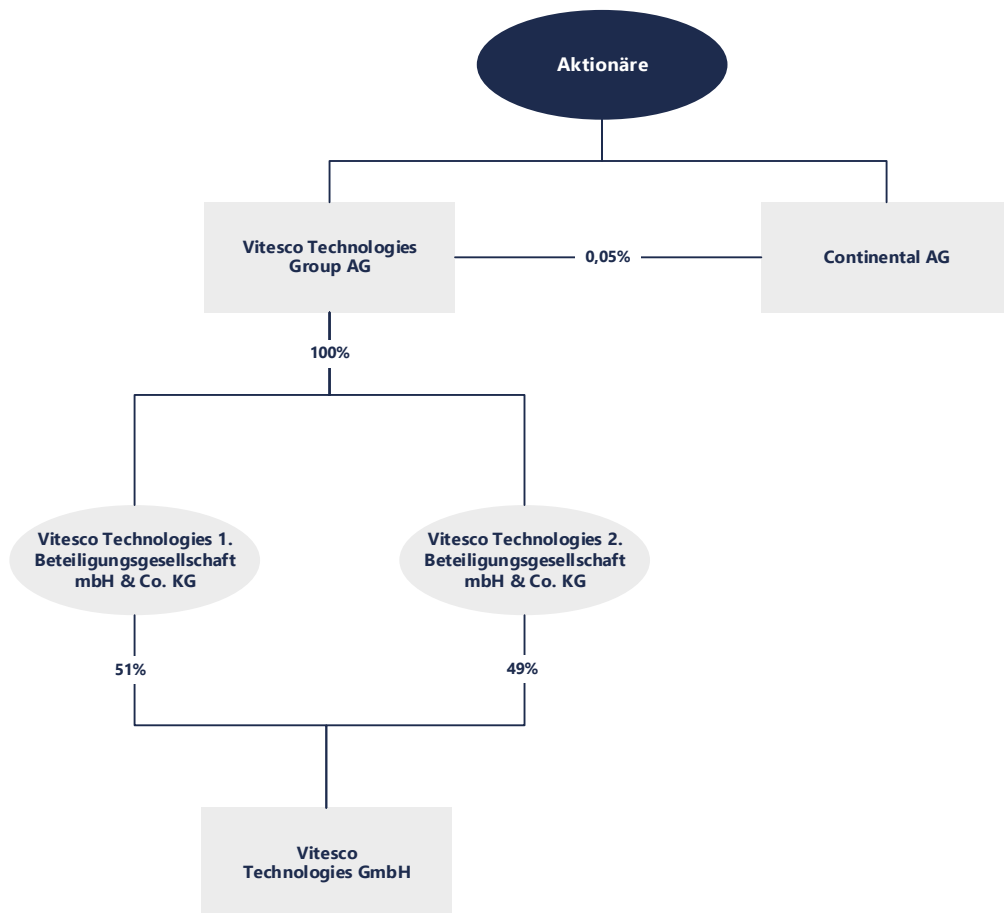 Aktionäre
Vitesco Technologies
Group AG
0,05%
Continental AG
100%
Vitesco Technologies 1.
Beteiligungsgesellschaft
mbH & Co. KG
Vitesco Technologies 2.
Beteiligungsgesellschaft
mbH & Co. KG
51%
49%
Vitesco
Technologies GmbH